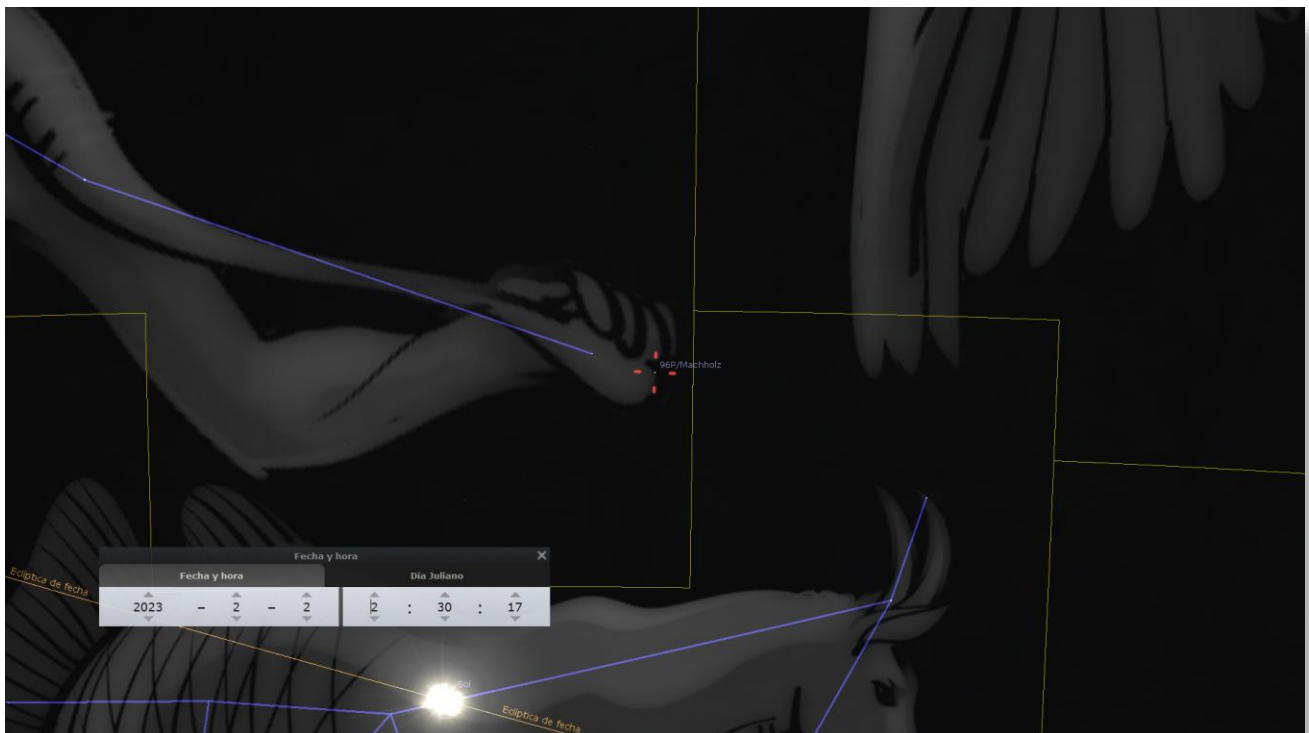 96P/Machholz
Fecha y hora
Fecha y hora
Día Juliano
2023 - 2 - 2
2 : 30 : 17
Eclíptica de fecha
Sol
Eclíptica de fecha